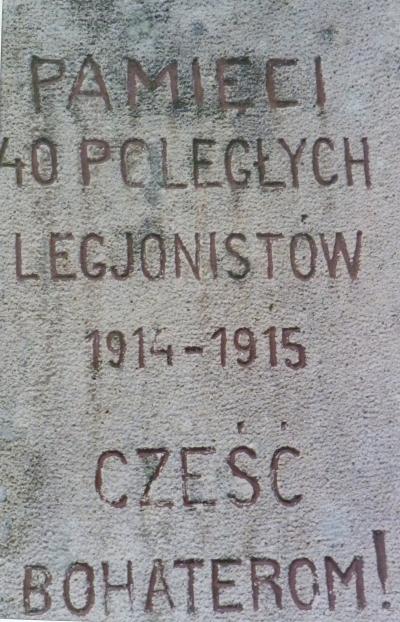 PAMIĘCI
40 POLEGŁYCH
LEGJONISTÓW
1914-1915
CZEŚĆ
BOHATEROM!